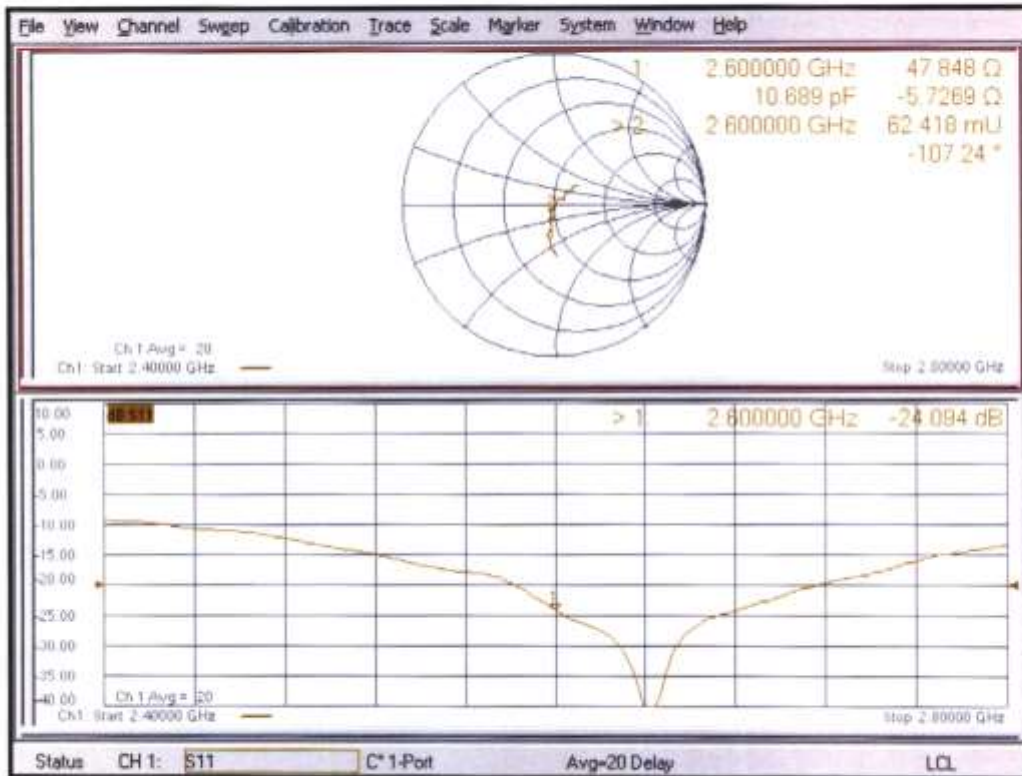 File View Channel Sweep Calibration Trace Scale Marker System Window Help
1: 2.600000 GHz 47.848 Ω
10.689 pF -5.7269 Ω
> 2: 2.600000 GHz 62.418 mU
-107.24 °
Ch 1 Avg = 20
Ch1: Start 2.40000 GHz
Stop 2.80000 GHz
10.00
5.00
0.00
-5.00
-10.00
-15.00
-20.00
-25.00
-30.00
-35.00
-40.00
dB S11
> 1: 2.600000 GHz -24.094 dB
1
Ch 1 Avg = 20
Ch1: Start 2.40000 GHz
Stop 2.80000 GHz
Status CH 1: S11 C* 1-Port Avg=20 Delay LCL